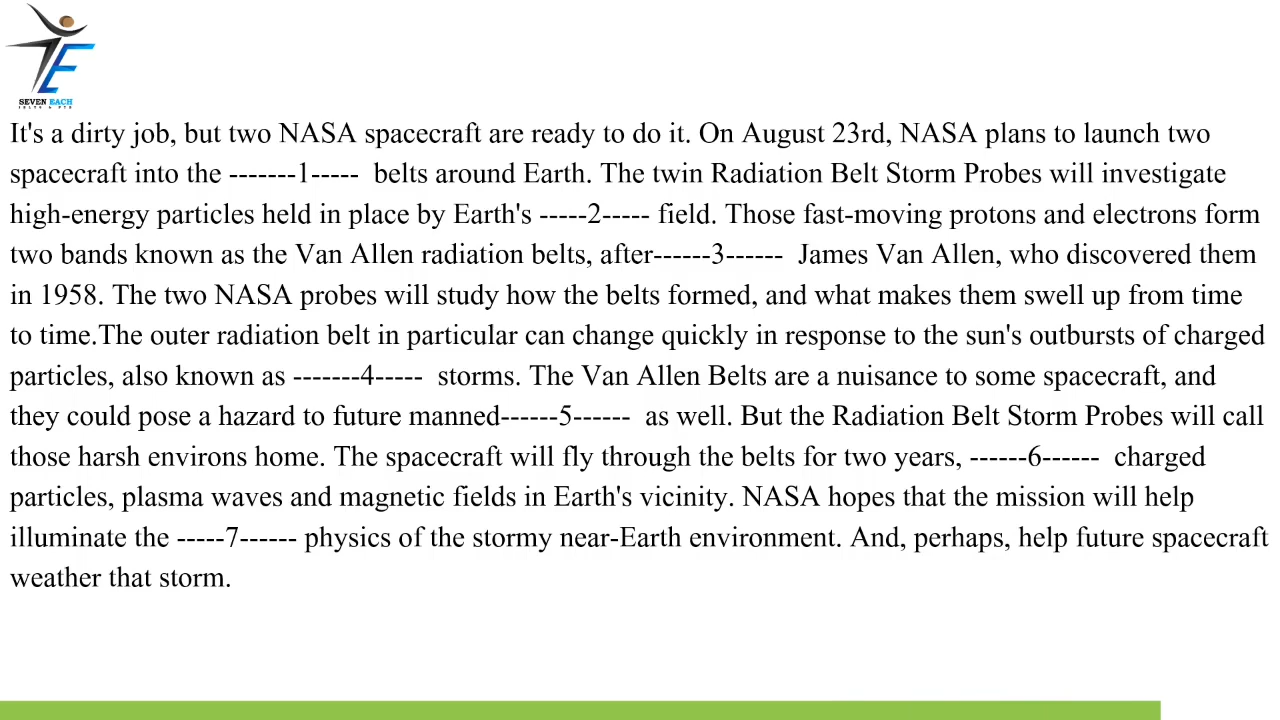 SEVEN EACH
IELTS & PTE
It's a dirty job, but two NASA spacecraft are ready to do it. On August 23rd, NASA plans to launch two
spacecraft into the -------1----- belts around Earth. The twin Radiation Belt Storm Probes will investigate
high-energy particles held in place by Earth's -----2----- field. Those fast-moving protons and electrons form
two bands known as the Van Allen radiation belts, after------3------ James Van Allen, who discovered them
in 1958. The two NASA probes will study how the belts formed, and what makes them swell up from time
to time.The outer radiation belt in particular can change quickly in response to the sun's outbursts of charged
particles, also known as -------4----- storms. The Van Allen Belts are a nuisance to some spacecraft, and
they could pose a hazard to future manned------5------ as well. But the Radiation Belt Storm Probes will call
those harsh environs home. The spacecraft will fly through the belts for two years, ------6------ charged
particles, plasma waves and magnetic fields in Earth's vicinity. NASA hopes that the mission will help
illuminate the -----7------ physics of the stormy near-Earth environment. And, perhaps, help future spacecraft
weather that storm.